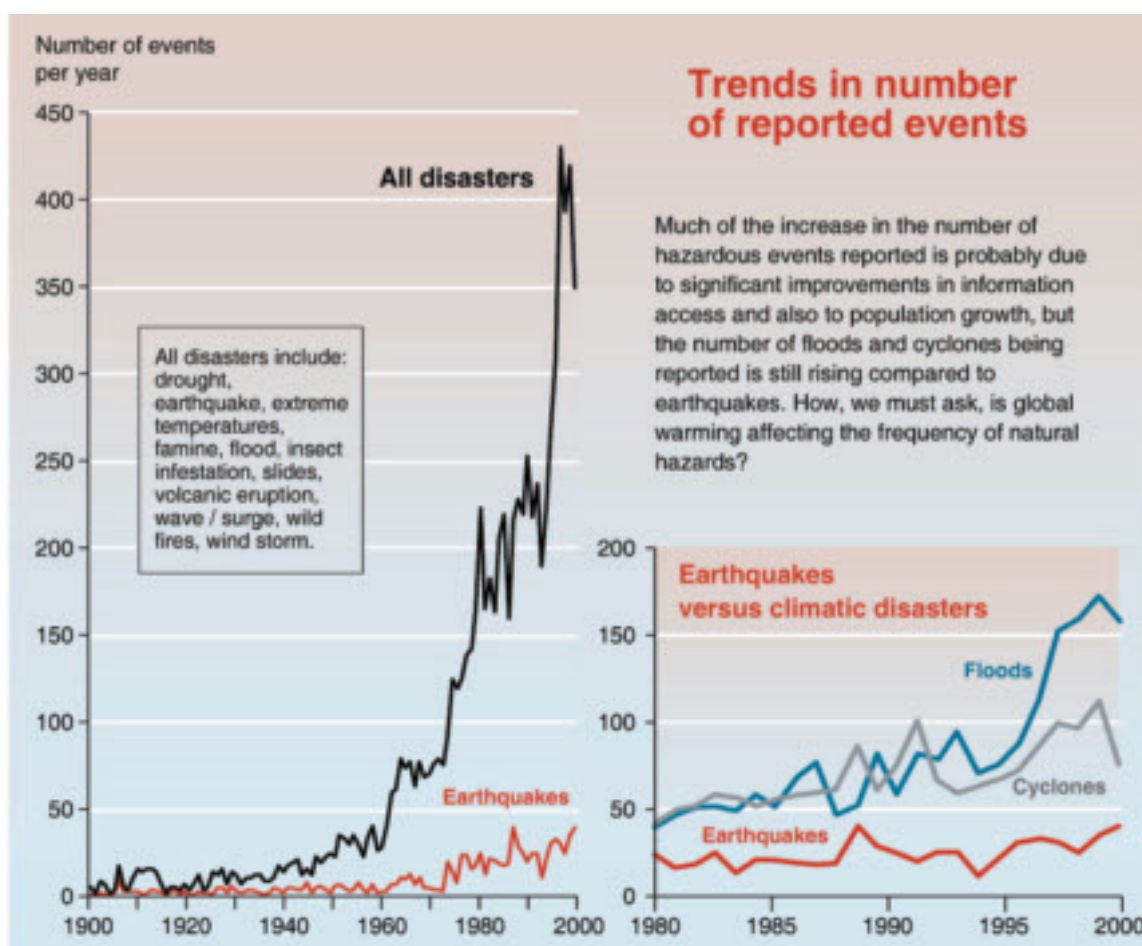 Number of events
per year
Trends in number
of reported events
450
400
350
300
250
200
150
100
50
0
All disasters
Much of the increase in the number of
hazardous events reported is probably due
to significant improvements in information
access and also to population growth, but
the number of floods and cyclones being
reported is still rising compared to
earthquakes. How, we must ask, is global
warming affecting the frequency of natural
hazards?
All disasters include:
drought,
earthquake, extreme
temperatures,
famine, flood, insect
infestation, slides,
volcanic eruption,
wave / surge, wild
fires, wind storm.
Earthquakes
1900
1920
1940
1960
1980
2000
200
150
100
50
0
Earthquakes
versus climatic disasters
Floods
Cyclones
Earthquakes
1980
1985
1990
1995
2000